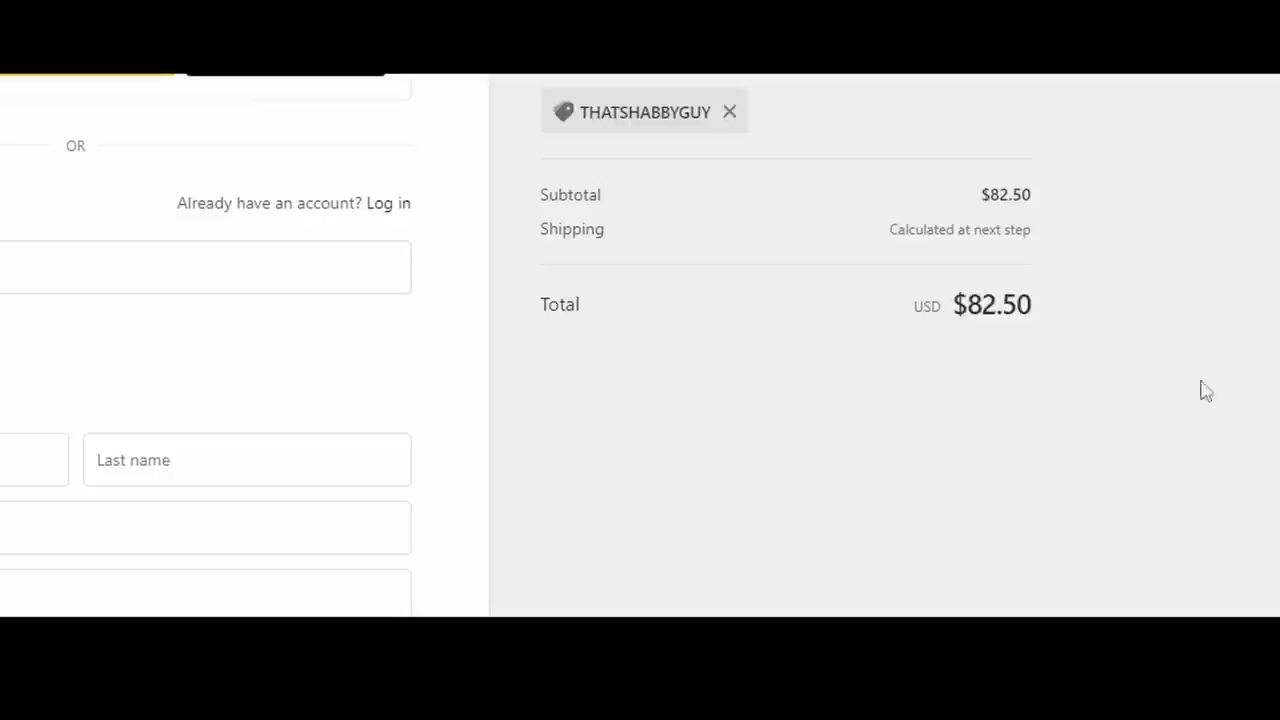 OR
Already have an account? Log in
Last name
THATSHABBYGUY
Subtotal $82.50
Shipping Calculated at next step
Total USD $82.50